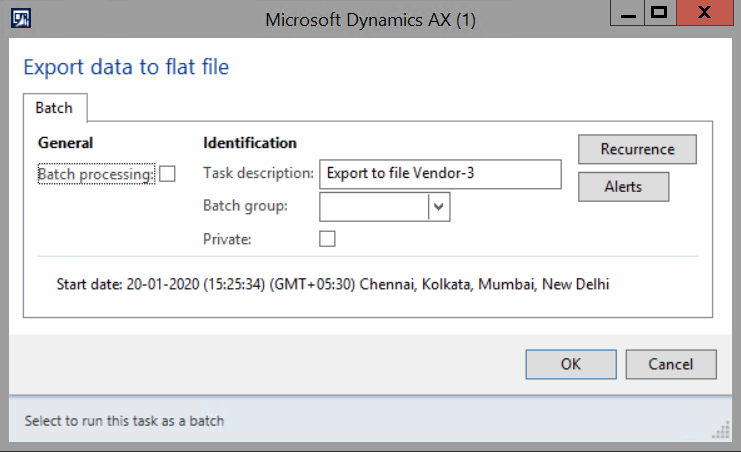 Microsoft Dynamics AX (1)
X
Export data to flat file
Batch
General
Identification
Recurrence
Batch processing:
Task description: Export to file Vendor-3
Alerts
Batch group:
Private:
Start date: 20-01-2020 (15:25:34) (GMT+05:30) Chennai, Kolkata, Mumbai, New Delhi
OK
Cancel
Select to run this task as a batch